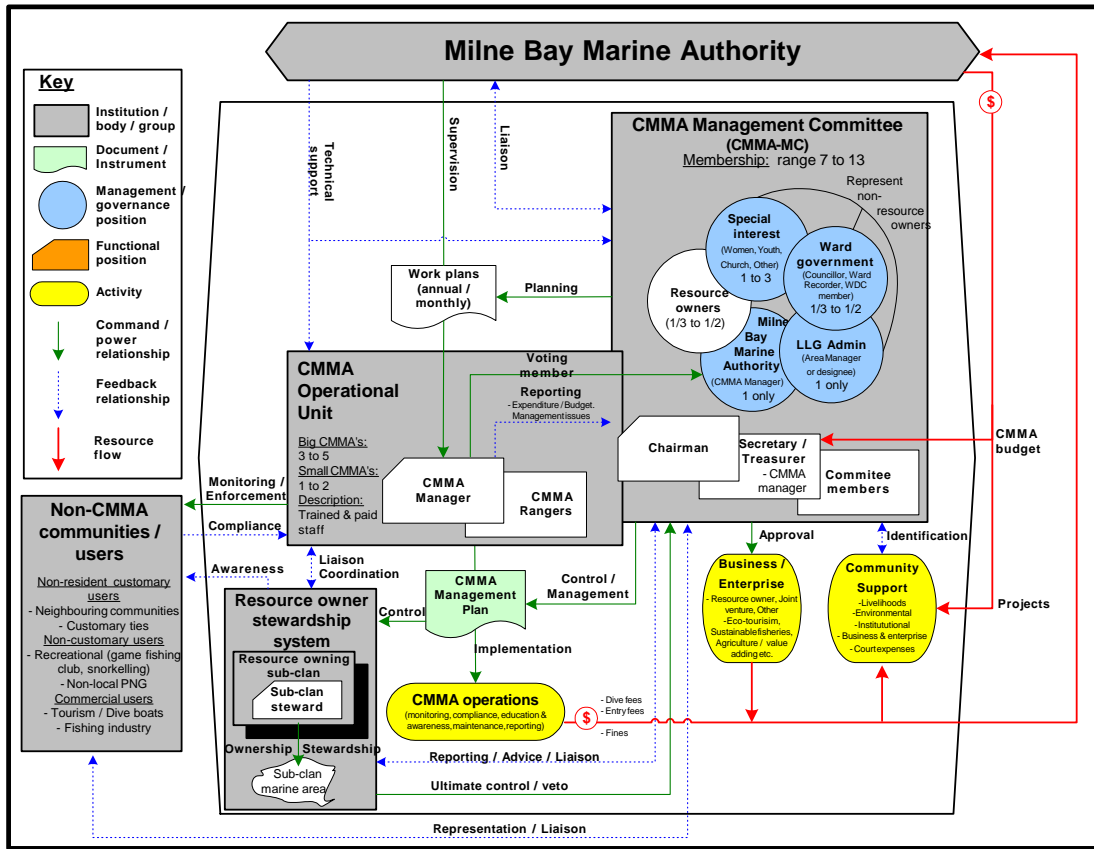 Milne Bay Marine Authority
Key
Institution /
body / group
Document /
Instrument
Management /
governance
position
Functional
position
Activity
Command /
power
relationship
Feedback
relationship
Resource
flow
Technical
support
Supervision
Liaison
$
CMMA Management Committee
(CMMA-MC)
Membership: range 7 to 13
Represent
non-
resource
owners
Special
interest
(Women, Youth,
Church, Other)
1 to 3
Ward
government
(Councillor, Ward
Recorder, WDC
member)
1/3 to 1/2
Resource
owners
(1/3 to 1/2)
Milne
Bay
Marine
Authority
(CMMA Manager)
1 only
LLG Admin
(Area Manager
or designee)
1 only
Work plans
(annual /
monthly)
Planning
CMMA
Operational
Unit
Big CMMA's:
3 to 5
Small CMMA's:
1 to 2
Description:
Trained & paid
staff
Voting
member
Reporting
- Expenditure / Budget.
Management issues
CMMA
Manager
CMMA
Rangers
Chairman
Secretary /
Treasurer
- CMMA
manager
Commitee
members
CMMA
budget
Monitoring /
Enforcement
Compliance
Awareness
Non-CMMA
communities /
users
Non-resident customary
users
- Neighbouring communities
- Customary ties
Non-customary users
- Recreational (game fishing
club, snorkelling)
- Non-local PNG
Commercial users
- Tourism / Dive boats
- Fishing industry
Liaison
Coordination
Resource owner
stewardship
system
Resource owning
sub-clan
Sub-clan
steward
Ownership
Stewardship
Sub-clan
marine area
Control
CMMA
Management
Plan
Control /
Management
Implementation
CMMA operations
(monitoring, compliance, education &
awareness, maintenance, reporting)
$
- Dive fees
- Entry fees
- Fines
Approval
Business /
Enterprise
- Resource owner, Joint
venture, Other
-Eco-tourisim,
Sustainable fisheries,
Agriculture / value
adding etc.
Identification
Community
Support
-Livelihoods
-Environmental
-Institutuional
- Business & enterprise
- Court expenses
Projects
Reporting / Advice / Liaison
Ultimate control / veto
Representation / Liaison